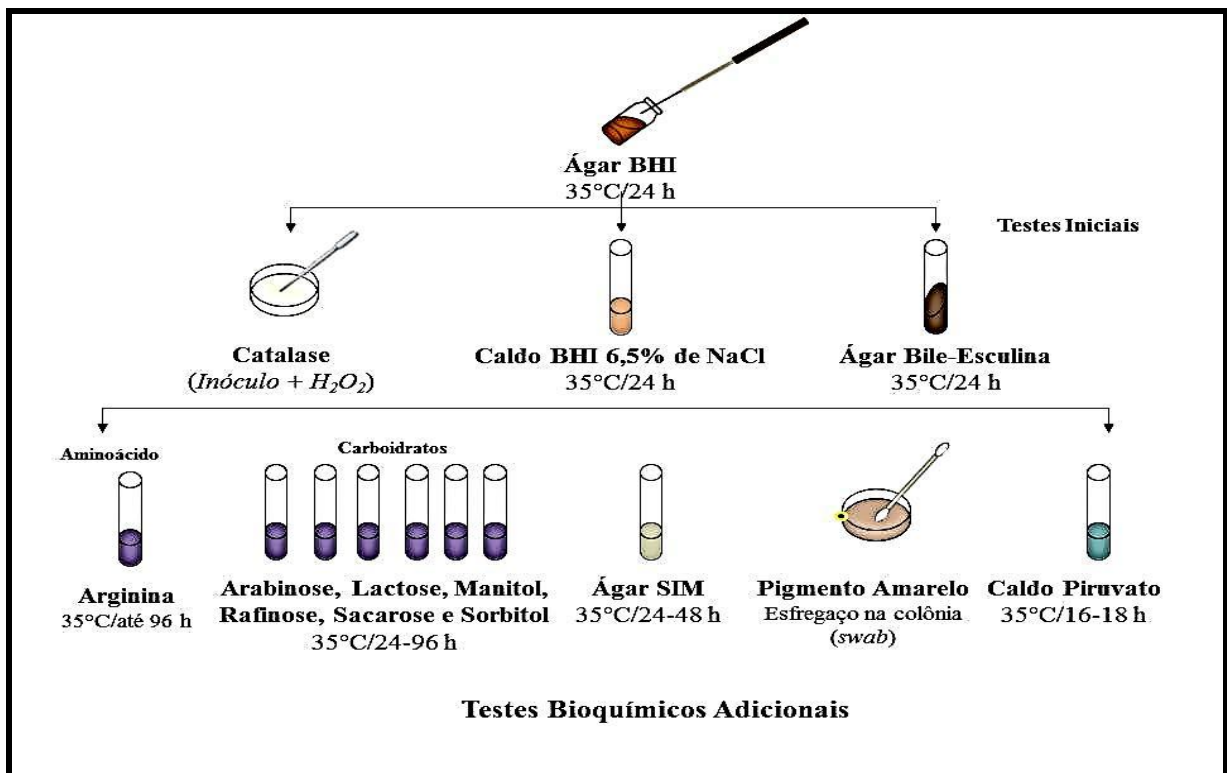 Ágar BHI
35°C/24 h
Testes Iniciais
Catalase
(Inóculo + H₂O₂)
Caldo BHI 6,5% de NaCl
35°C/24 h
Ágar Bile-Esculina
35°C/24 h
Aminoácido
Carboidratos
Arginina
35°C/até 96 h
Arabinose, Lactose, Manitol,
Rafinose, Sacarose e Sorbitol
35°C/24-96 h
Ágar SIM
35°C/24-48 h
Pigmento Amarelo
Esfregaço na colônia
(swab)
Caldo Piruvato
35°C/16-18 h
Testes Bioquímicos Adicionais